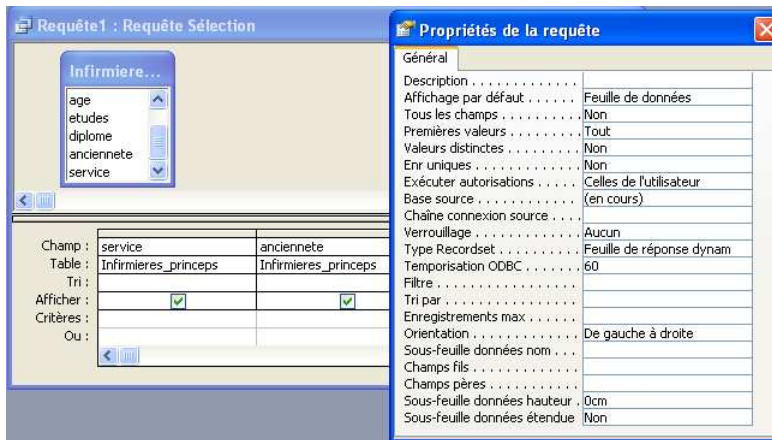 Requête1 : Requête Sélection
Infirmiere...
age
etudes
diplome
anciennete
service
Champ : service anciennete
Table : Infirmieres_princeps Infirmieres_princeps
Tri :
Afficher :
Critères :
Ou :
Propriétés de la requête
Général
Description . . . . . . . . . . . . .
Affichage par défaut . . . . . . Feuille de données
Tous les champs . . . . . . . . . . Non
Premières valeurs . . . . . . . . . Tout
Valeurs distinctes . . . . . . . . . Non
Enr uniques . . . . . . . . . . . . . Non
Exécuter autorisations . . . . . Celles de l'utilisateur
Base source . . . . . . . . . . . . (en cours)
Chaîne connexion source . . . .
Verrouillage . . . . . . . . . . . . . Aucun
Type Recordset . . . . . . . . . . Feuille de réponse dynam
Temporisation ODBC . . . . . . . 60
Filtre . . . . . . . . . . . . . . . . .
Tri par . . . . . . . . . . . . . . . .
Enregistrements max . . . . . .
Orientation . . . . . . . . . . . . . De gauche à droite
Sous-feuille données nom . . .
Champs fils . . . . . . . . . . . . .
Champs pères . . . . . . . . . . . .
Sous-feuille données hauteur . 0cm
Sous-feuille données étendue Non